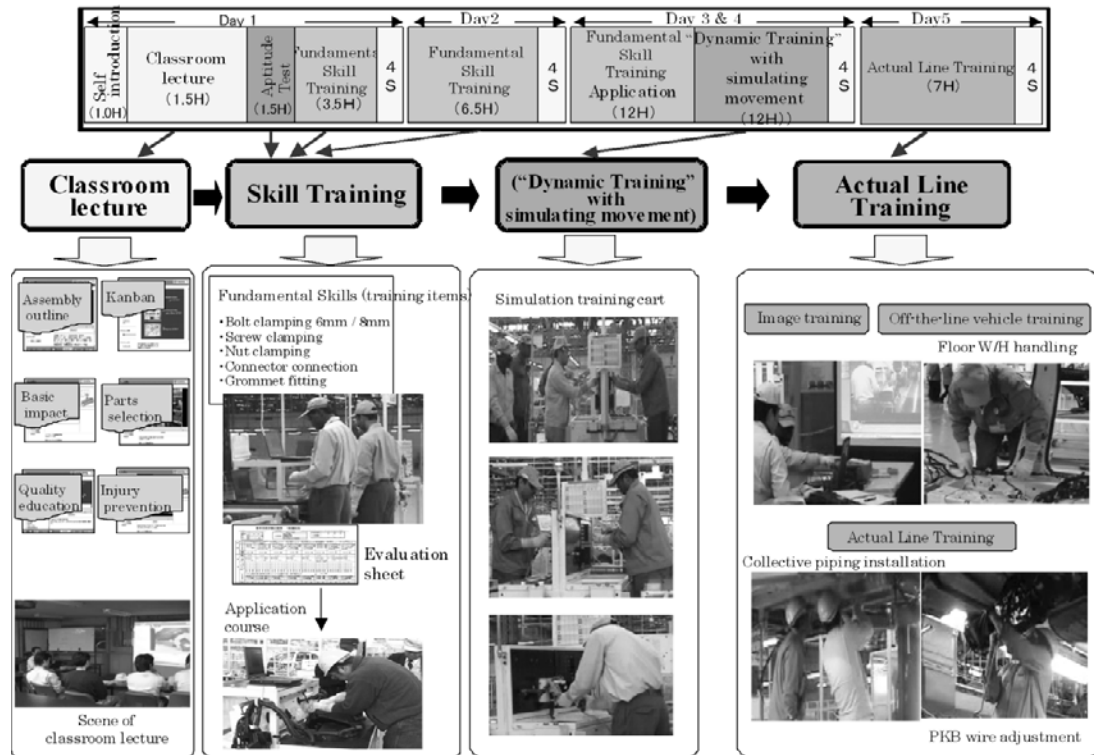 Day 1
Day2
Day 3 & 4
Day5
Self
introduction
(1.0H)
Classroom
lecture
(1.5H)
Aptitude
Test
(1.5H)
Fundamental
Skill
Training
(3.5H)
4
S
Fundamental
Skill
Training
(6.5H)
4
S
Fundamental
Skill
Training
Application
(12H)
“Dynamic Training”
with
simulating
movement
(12H))
4
S
Actual Line Training
(7H)
4
S
Classroom
lecture
Skill Training
(“Dynamic Training”
with
simulating movement)
Actual Line
Training
Assembly
outline
Kanban
Basic
impact
Parts
selection
Quality
education
Injury
prevention
Scene of
classroom lecture
Fundamental Skills (training items)
・Bolt clamping 6mm / 8mm
・Screw clamping
・Nut clamping
・Connector connection
・Grommet fitting
Evaluation
sheet
Application
course
Simulation training cart
Image training
Off-the-line vehicle training
Floor W/H handling
Actual Line Training
Collective piping installation
PKB wire adjustment